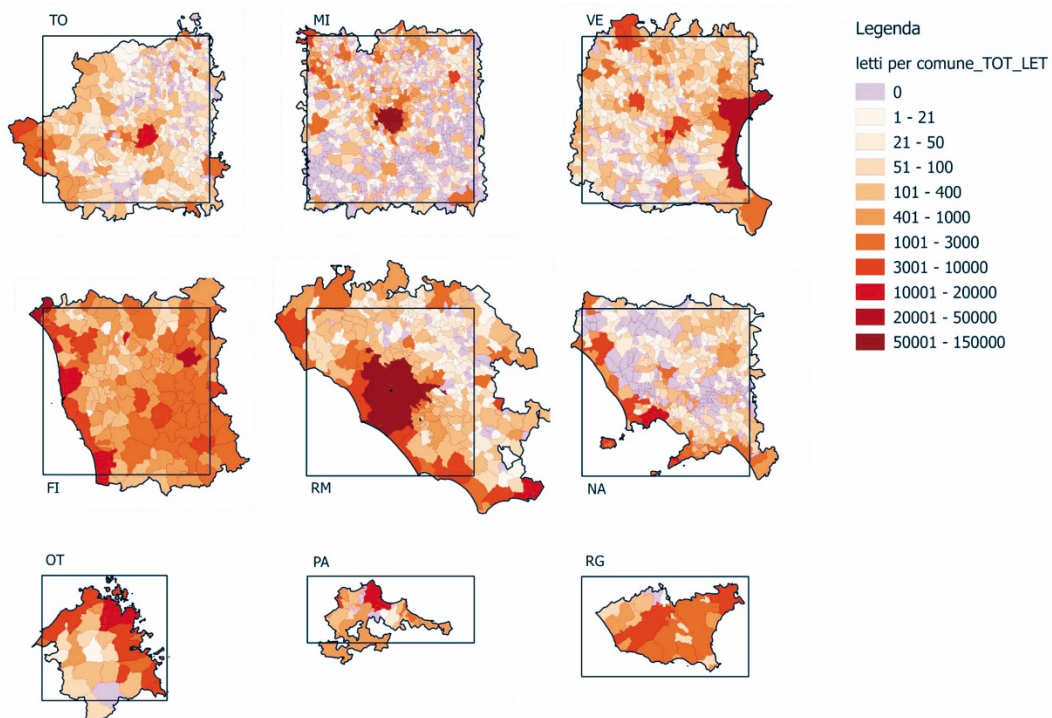 TO
MI
VE
Legenda
letti per comune_TOT_LET
0
1 - 21
21 - 50
51 - 100
101 - 400
401 - 1000
1001 - 3000
3001 - 10000
10001 - 20000
20001 - 50000
50001 - 150000
FI
RM
NA
OT
PA
RG